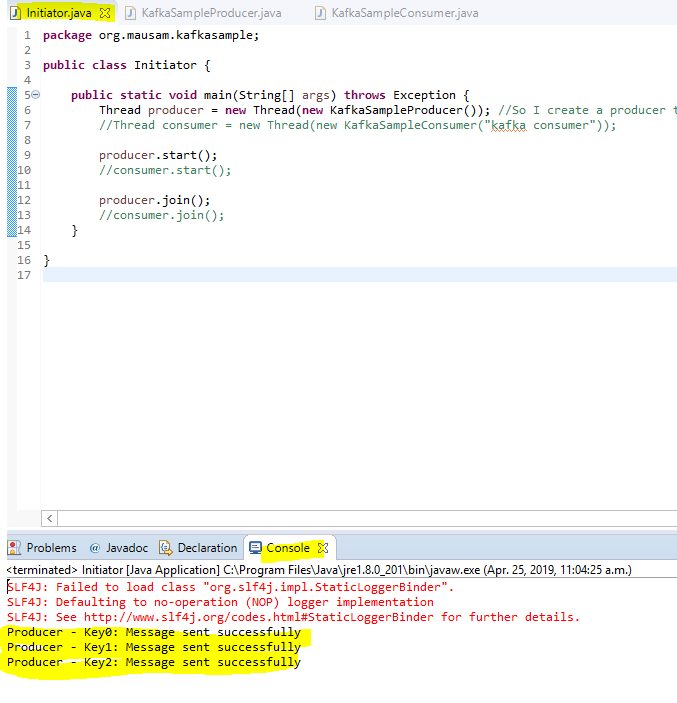 Initiator.java KafkaSampleProducer.java KafkaSampleConsumer.java
1 package org.mausam.kafkasample;
2
3 public class Initiator {
4
5 public static void main(String[] args) throws Exception {
6 Thread producer = new Thread(new KafkaSampleProducer()); //So I create a producer t
7 //Thread consumer = new Thread(new KafkaSampleConsumer("kafka consumer"));
8
9 producer.start();
10 //consumer.start();
11
12 producer.join();
13 //consumer.join();
14 }
15
16 }
17
Problems @ Javadoc Declaration Console
<terminated> Initiator [Java Application] C:\Program Files\Java\jre1.8.0_201\bin\javaw.exe (Apr. 25, 2019, 11:04:25 a.m.)
SLF4J: Failed to load class "org.slf4j.impl.StaticLoggerBinder".
SLF4J: Defaulting to no-operation (NOP) logger implementation
SLF4J: See http://www.slf4j.org/codes.html#StaticLoggerBinder for further details.
Producer - Key0: Message sent successfully
Producer - Key1: Message sent successfully
Producer - Key2: Message sent successfully